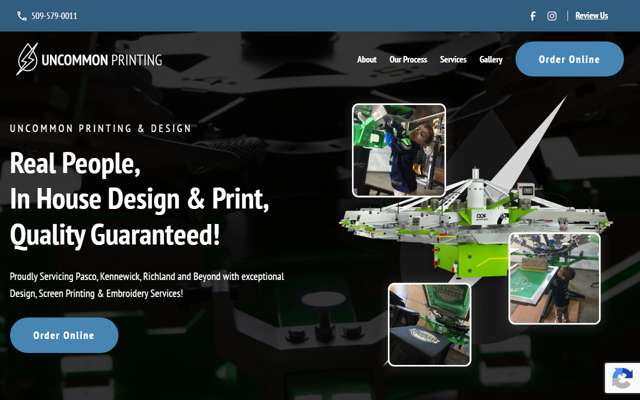 509-579-0011
Review Us
UNCOMMON PRINTING
About
Our Process
Services
Gallery
Order Online
UNCOMMON PRINTING & DESIGN
Real People,
In House Design & Print,
Quality Guaranteed!
Proudly Servicing Pasco, Kennewick, Richland and Beyond with exceptional
Design, Screen Printing & Embroidery Services!
Order Online